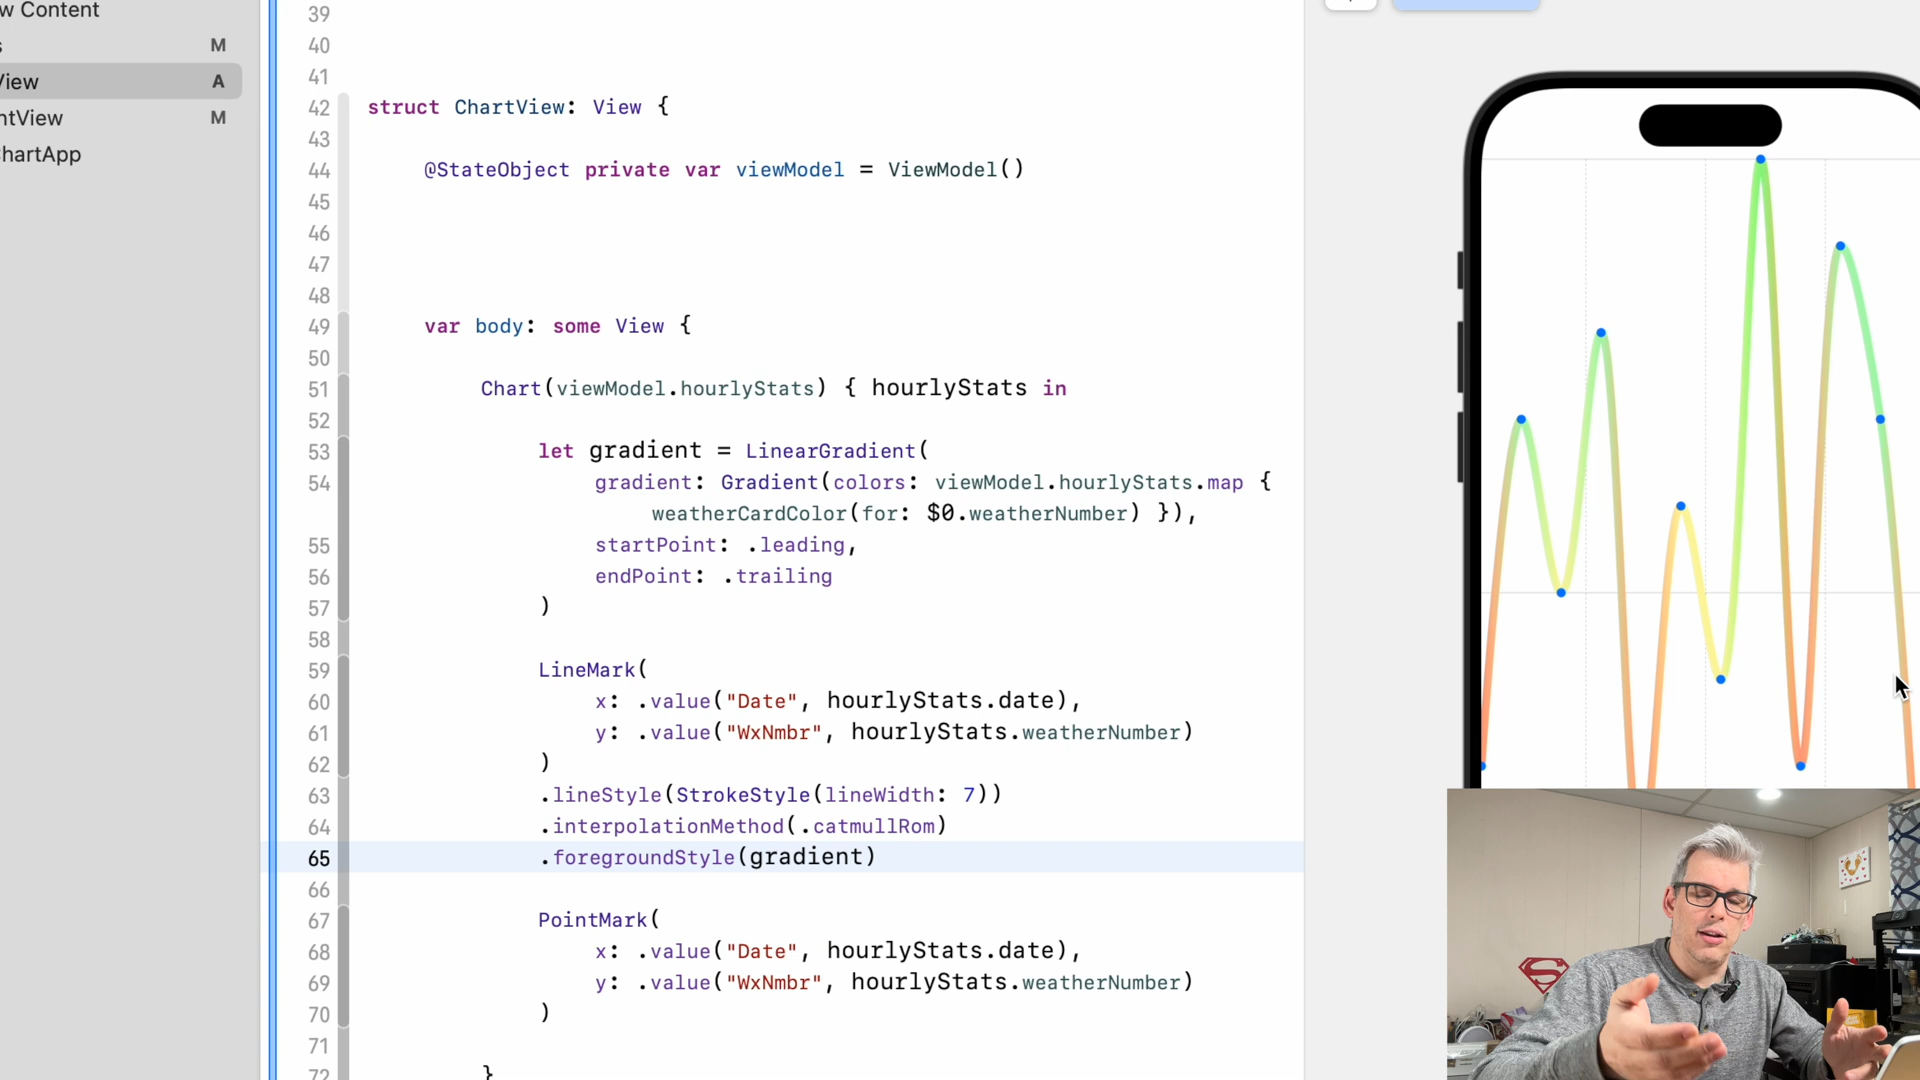 w Content
s M
View A
ntView M
hartApp
39
40
41
42 struct ChartView: View {
43
44 @StateObject private var viewModel = ViewModel()
45
46
47
48
49 var body: some View {
50
51 Chart(viewModel.hourlyStats) { hourlyStats in
52
53 let gradient = LinearGradient(
54 gradient: Gradient(colors: viewModel.hourlyStats.map {
weatherCardColor(for: $0.weatherNumber) }),
55 startPoint: .leading,
56 endPoint: .trailing
57 )
58
59 LineMark(
60 x: .value("Date", hourlyStats.date),
61 y: .value("WxNmbr", hourlyStats.weatherNumber)
62 )
63 .lineStyle(StrokeStyle(lineWidth: 7))
64 .interpolationMethod(.catmullRom)
65 .foregroundStyle(gradient)
66
67 PointMark(
68 x: .value("Date", hourlyStats.date),
69 y: .value("WxNmbr", hourlyStats.weatherNumber)
70 )
71
72 }